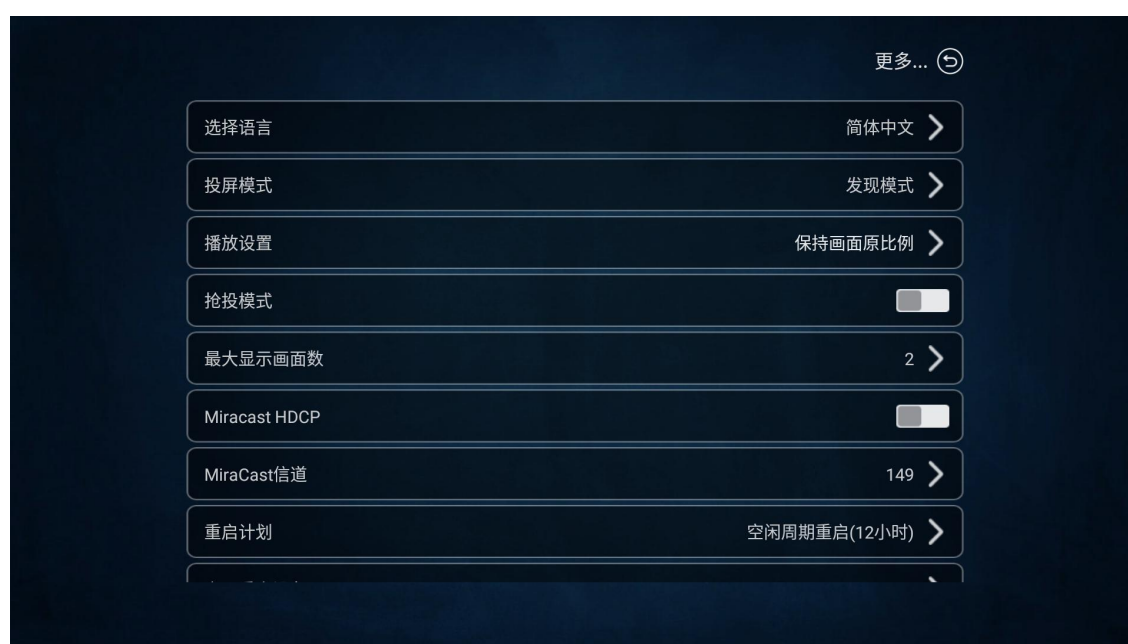 更多...
选择语言 简体中文
投屏模式 发现模式
播放设置 保持画面原比例
抢投模式
最大显示画面数 2
Miracast HDCP
MiraCast信道 149
重启计划 空闲周期重启(12小时)